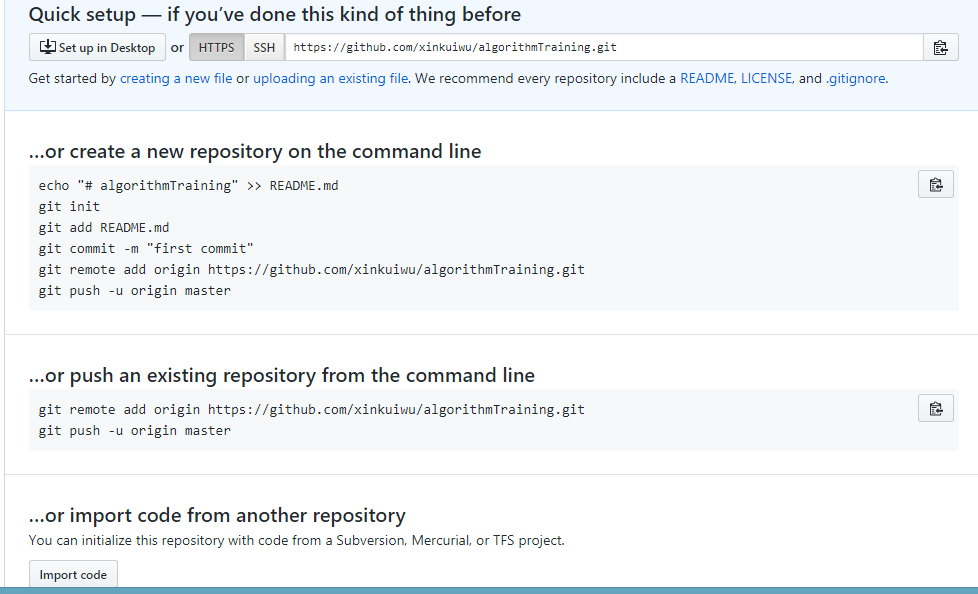 Quick setup — if you’ve done this kind of thing before
Set up in Desktop or HTTPS SSH https://github.com/xinkuiwu/algorithmTraining.git
Get started by creating a new file or uploading an existing file. We recommend every repository include a README, LICENSE, and .gitignore.
…or create a new repository on the command line
echo "# algorithmTraining" >> README.md
git init
git add README.md
git commit -m "first commit"
git remote add origin https://github.com/xinkuiwu/algorithmTraining.git
git push -u origin master
…or push an existing repository from the command line
git remote add origin https://github.com/xinkuiwu/algorithmTraining.git
git push -u origin master
…or import code from another repository
You can initialize this repository with code from a Subversion, Mercurial, or TFS project.
Import code